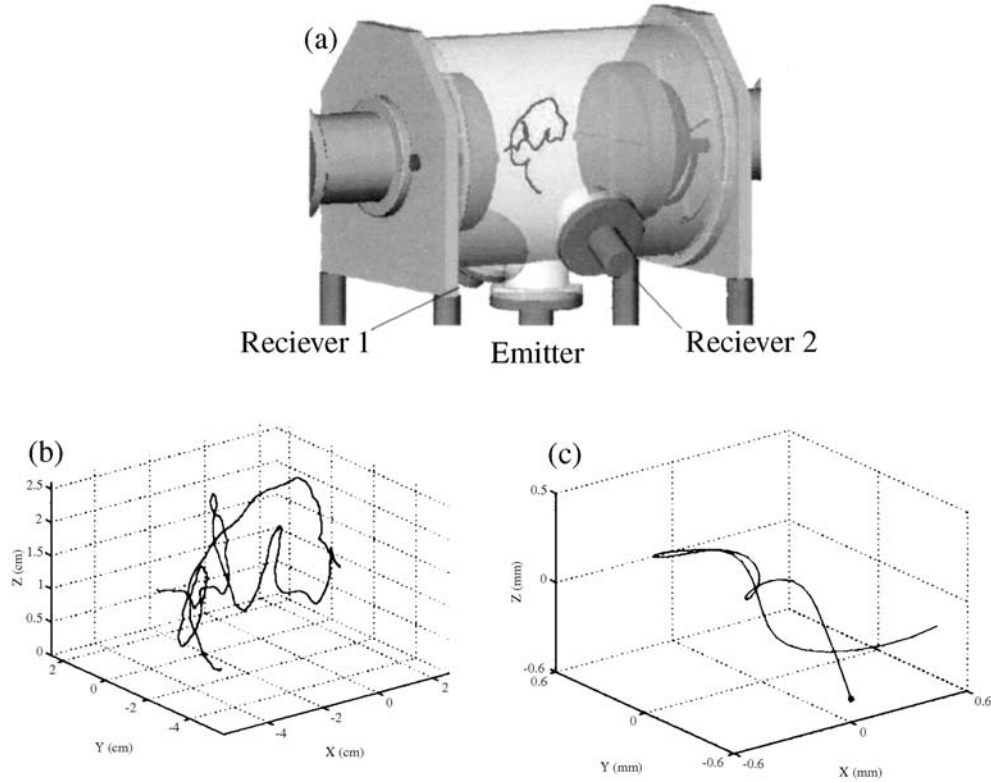 (a)
Reciever 1
Emitter
Reciever 2
(b)
2.5
2
1.5
1
0.5
0
Z (cm)
2
0
-2
-4
Y (cm)
-4
-2
0
2
X (cm)
(c)
0.5
0
-0.6
Z (mm)
0.6
0
-0.6
Y (mm)
-0.6
0
0.6
X (mm)